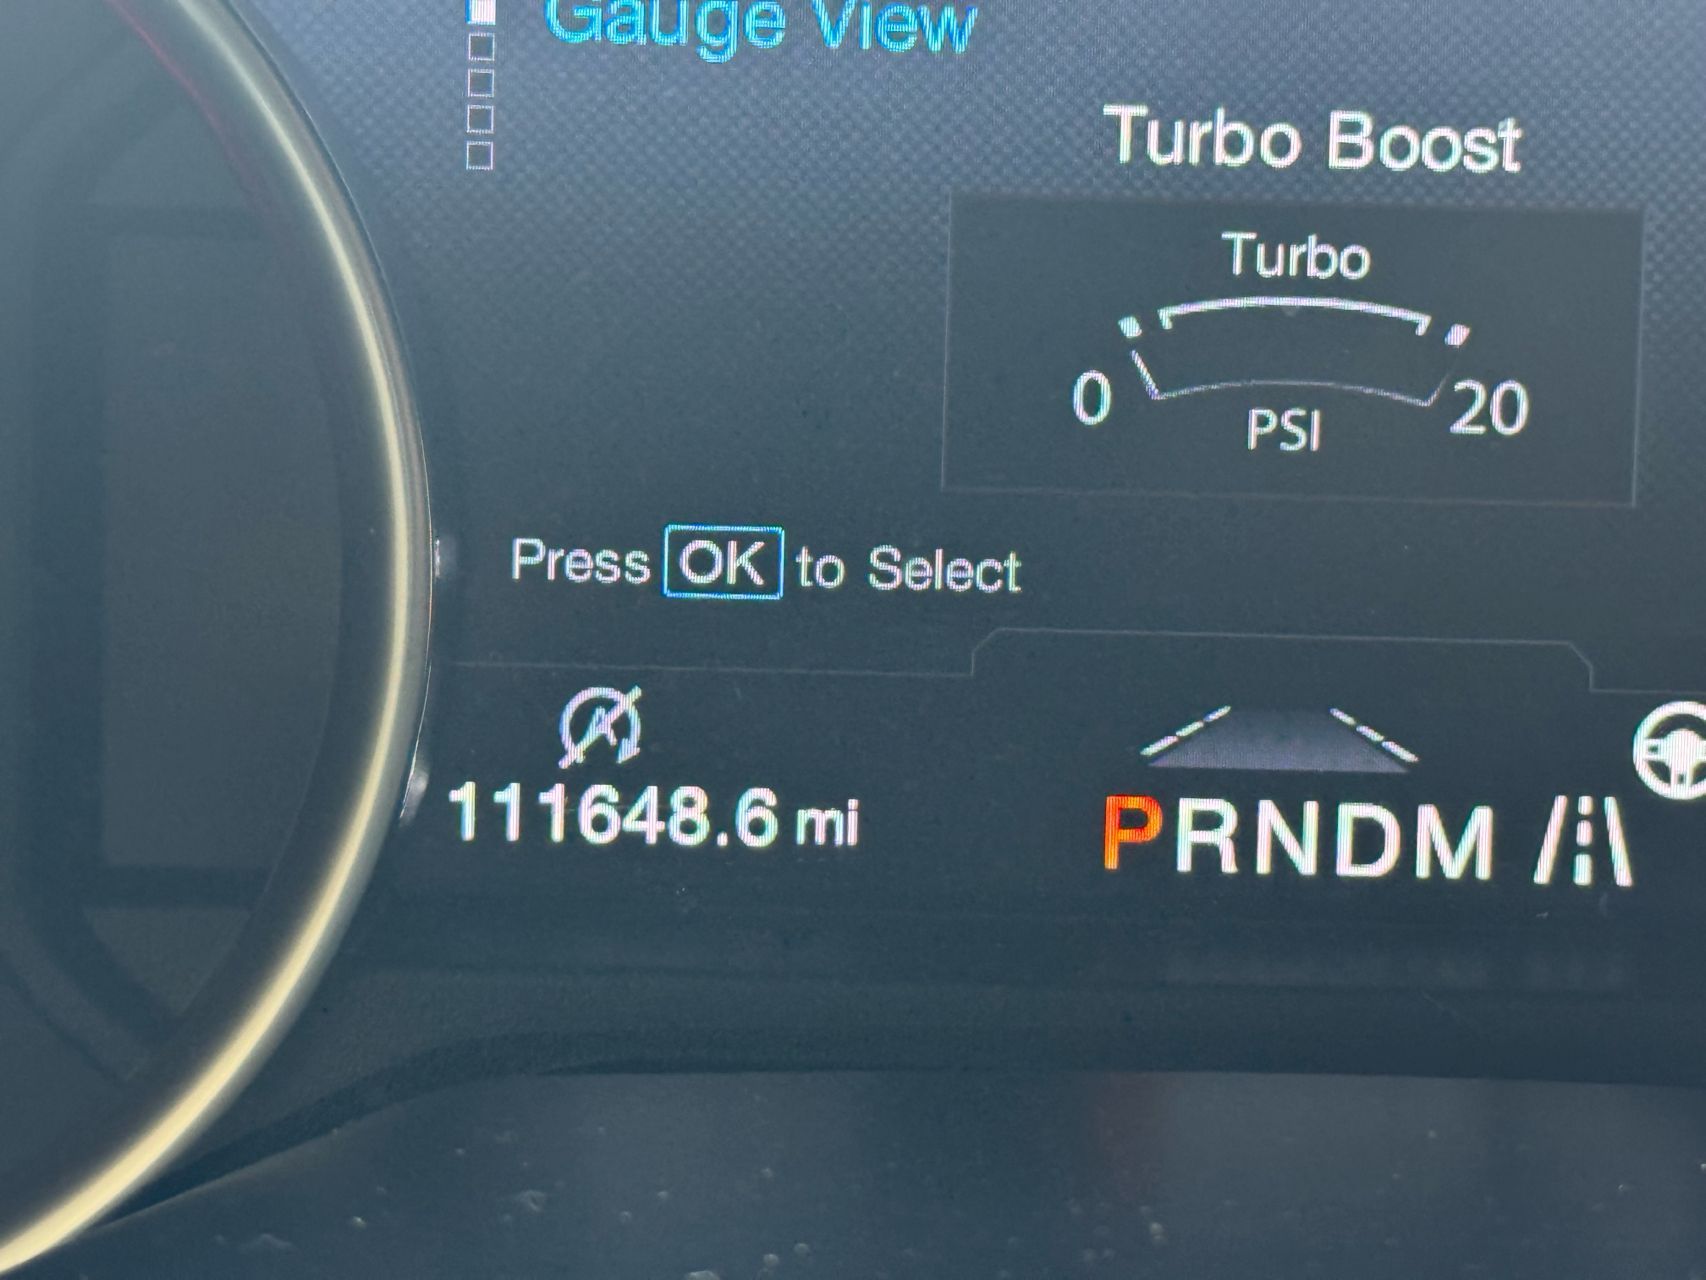 Gauge View
Turbo Boost
Turbo
0 20
PSI
Press OK to Select
111648.6 mi
PRNDM